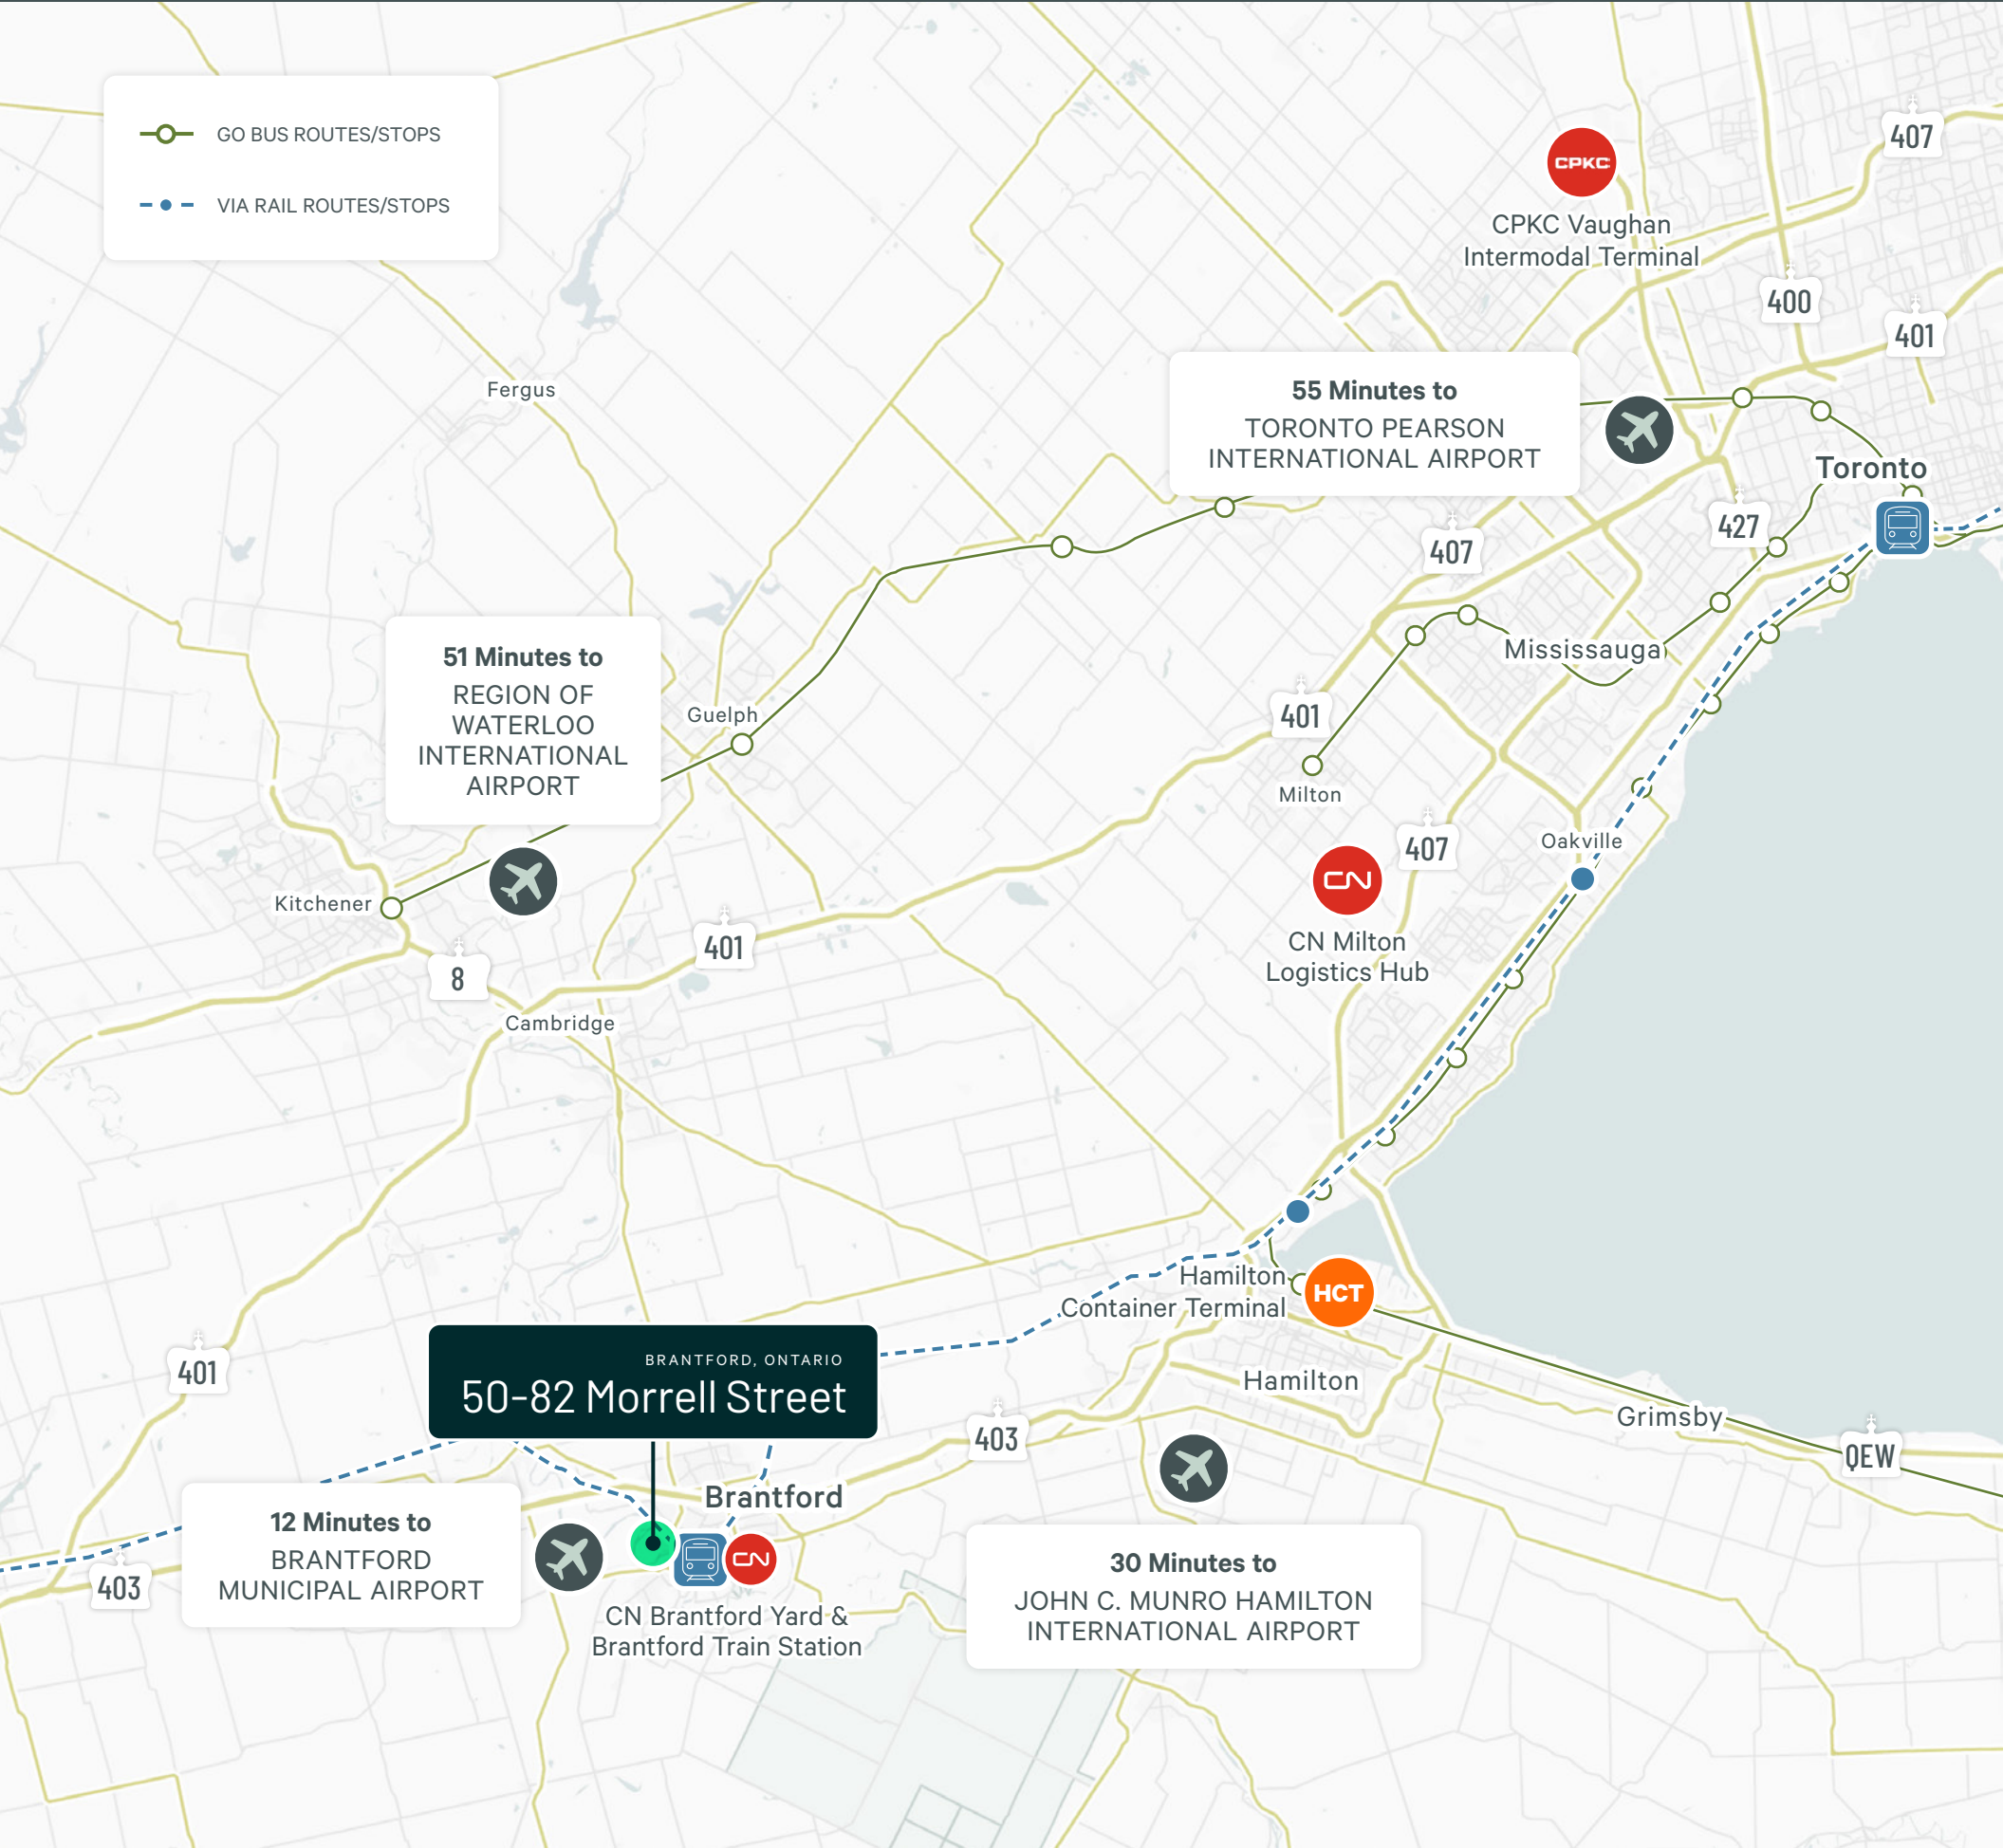 GO BUS ROUTES/STOPS
VIA RAIL ROUTES/STOPS
407
CPKC
CPKC Vaughan
Intermodal Terminal
400
401
Fergus
55 Minutes to
TORONTO PEARSON
INTERNATIONAL AIRPORT
Toronto
427
407
51 Minutes to
REGION OF
WATERLOO
INTERNATIONAL
AIRPORT
Mississauga
Guelph
401
Milton
Oakville
407
CN
CN Milton
Logistics Hub
Kitchener
401
8
Cambridge
Hamilton
Container Terminal
HCT
401
BRANTFORD, ONTARIO
50-82 Morrell Street
Hamilton
Grimsby
403
QEW
Brantford
12 Minutes to
BRANTFORD
MUNICIPAL AIRPORT
403
CN
CN Brantford Yard &
Brantford Train Station
30 Minutes to
JOHN C. MUNRO HAMILTON
INTERNATIONAL AIRPORT